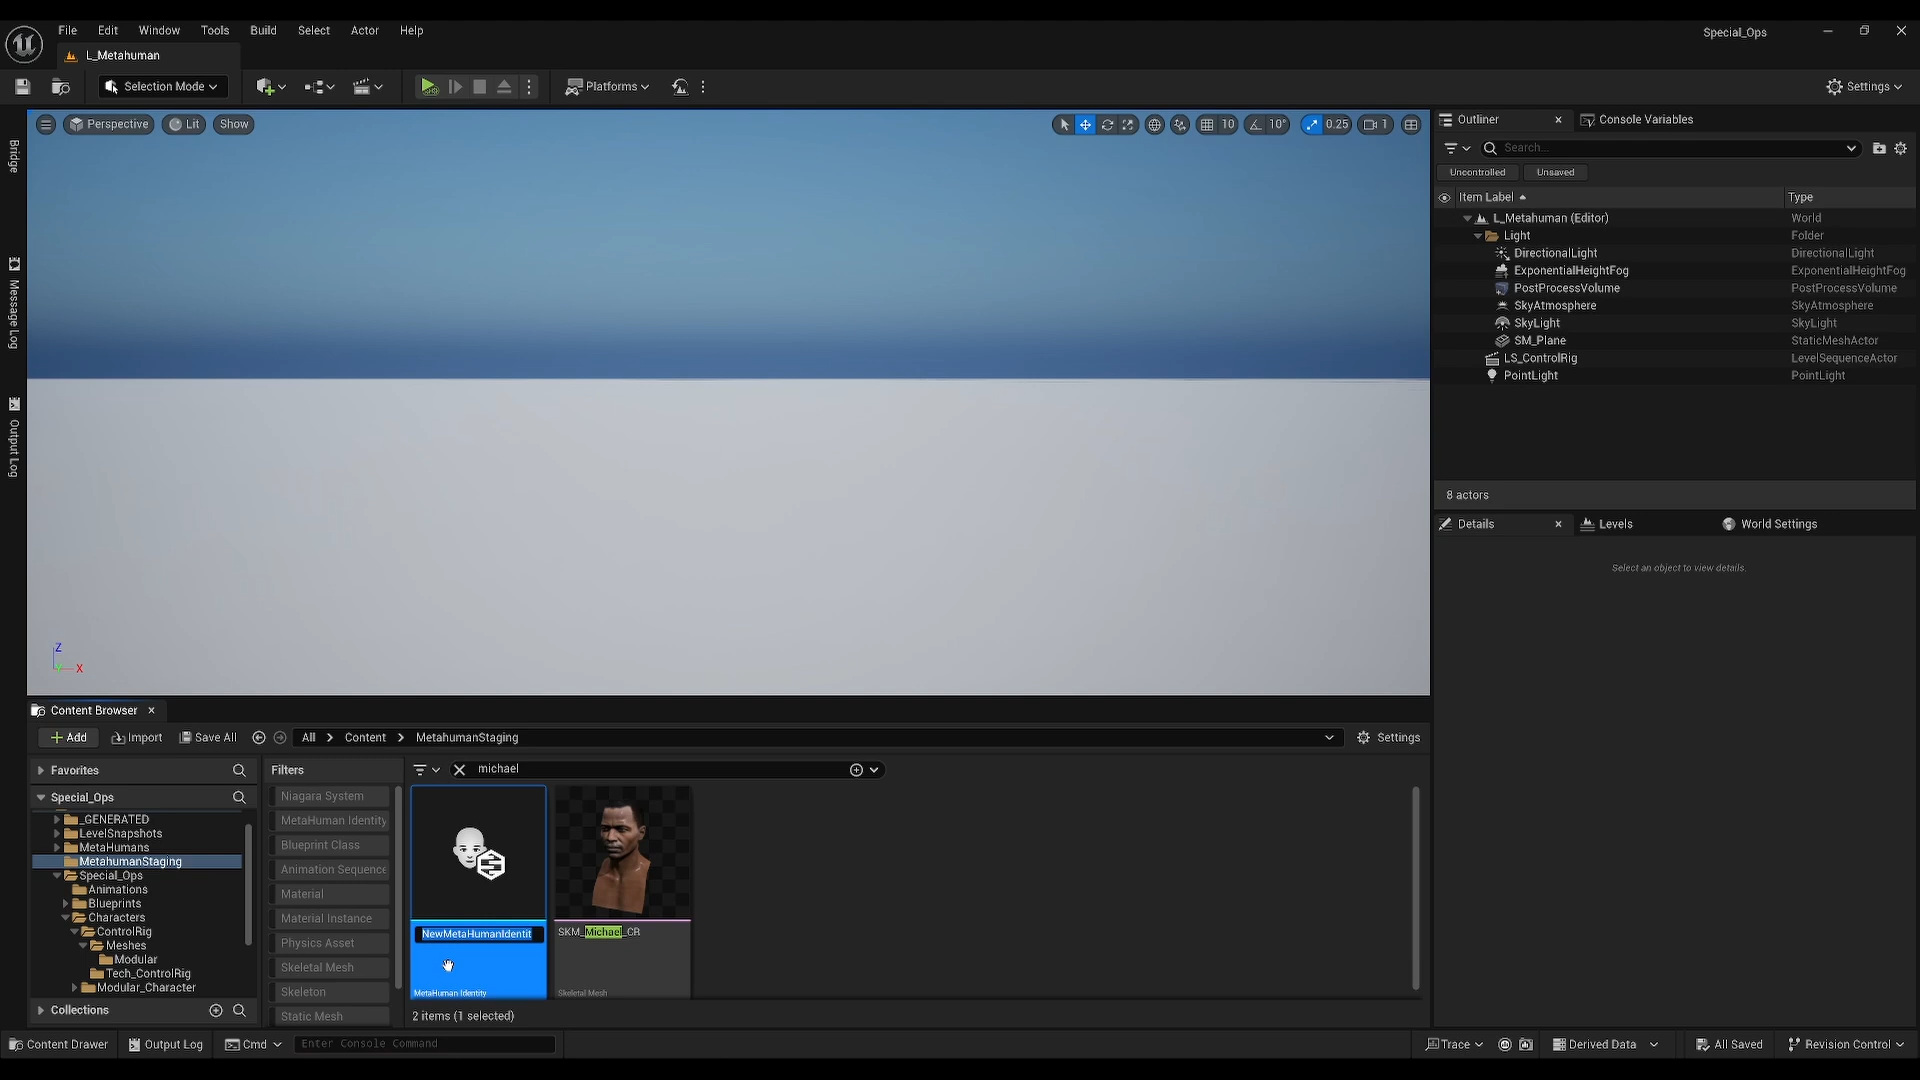 File Edit Window Tools Build Select Actor Help
Special_Ops
L_Metahuman
Selection Mode
Platforms
Settings
Perspective Lit Show
10 10° 0.25 1
Bridge
Message Log
Output Log
Outliner
Console Variables
Search...
Uncontrolled Unsaved
Item Label Type
L_Metahuman (Editor) World
Light Folder
DirectionalLight DirectionalLight
ExponentialHeightFog ExponentialHeightFog
PostProcessVolume PostProcessVolume
SkyAtmosphere SkyAtmosphere
SkyLight SkyLight
SM_Plane StaticMeshActor
LS_ControlRig LevelSequenceActor
PointLight PointLight
8 actors
Details Levels World Settings
Select an object to view details.
Z
X
Content Browser
Add Import Save All All Content MetahumanStaging Settings
Favorites
Special_Ops
_GENERATED
LevelSnapshots
MetaHumans
MetahumanStaging
Special_Ops
Animations
Blueprints
Characters
ControlRig
Meshes
Modular
Tech_ControlRig
Modular_Character
Collections
Filters
Niagara System
MetaHuman Identity
Blueprint Class
Animation Sequence
Material
Material Instance
Physics Asset
Skeletal Mesh
Skeleton
Static Mesh
michael
NewMetaHumanIdentit
MetaHuman Identity
SKM_Michael_CR
Skeletal Mesh
2 items (1 selected)
Content Drawer Output Log Cmd Enter Console Command
Trace Derived Data All Saved Revision Control